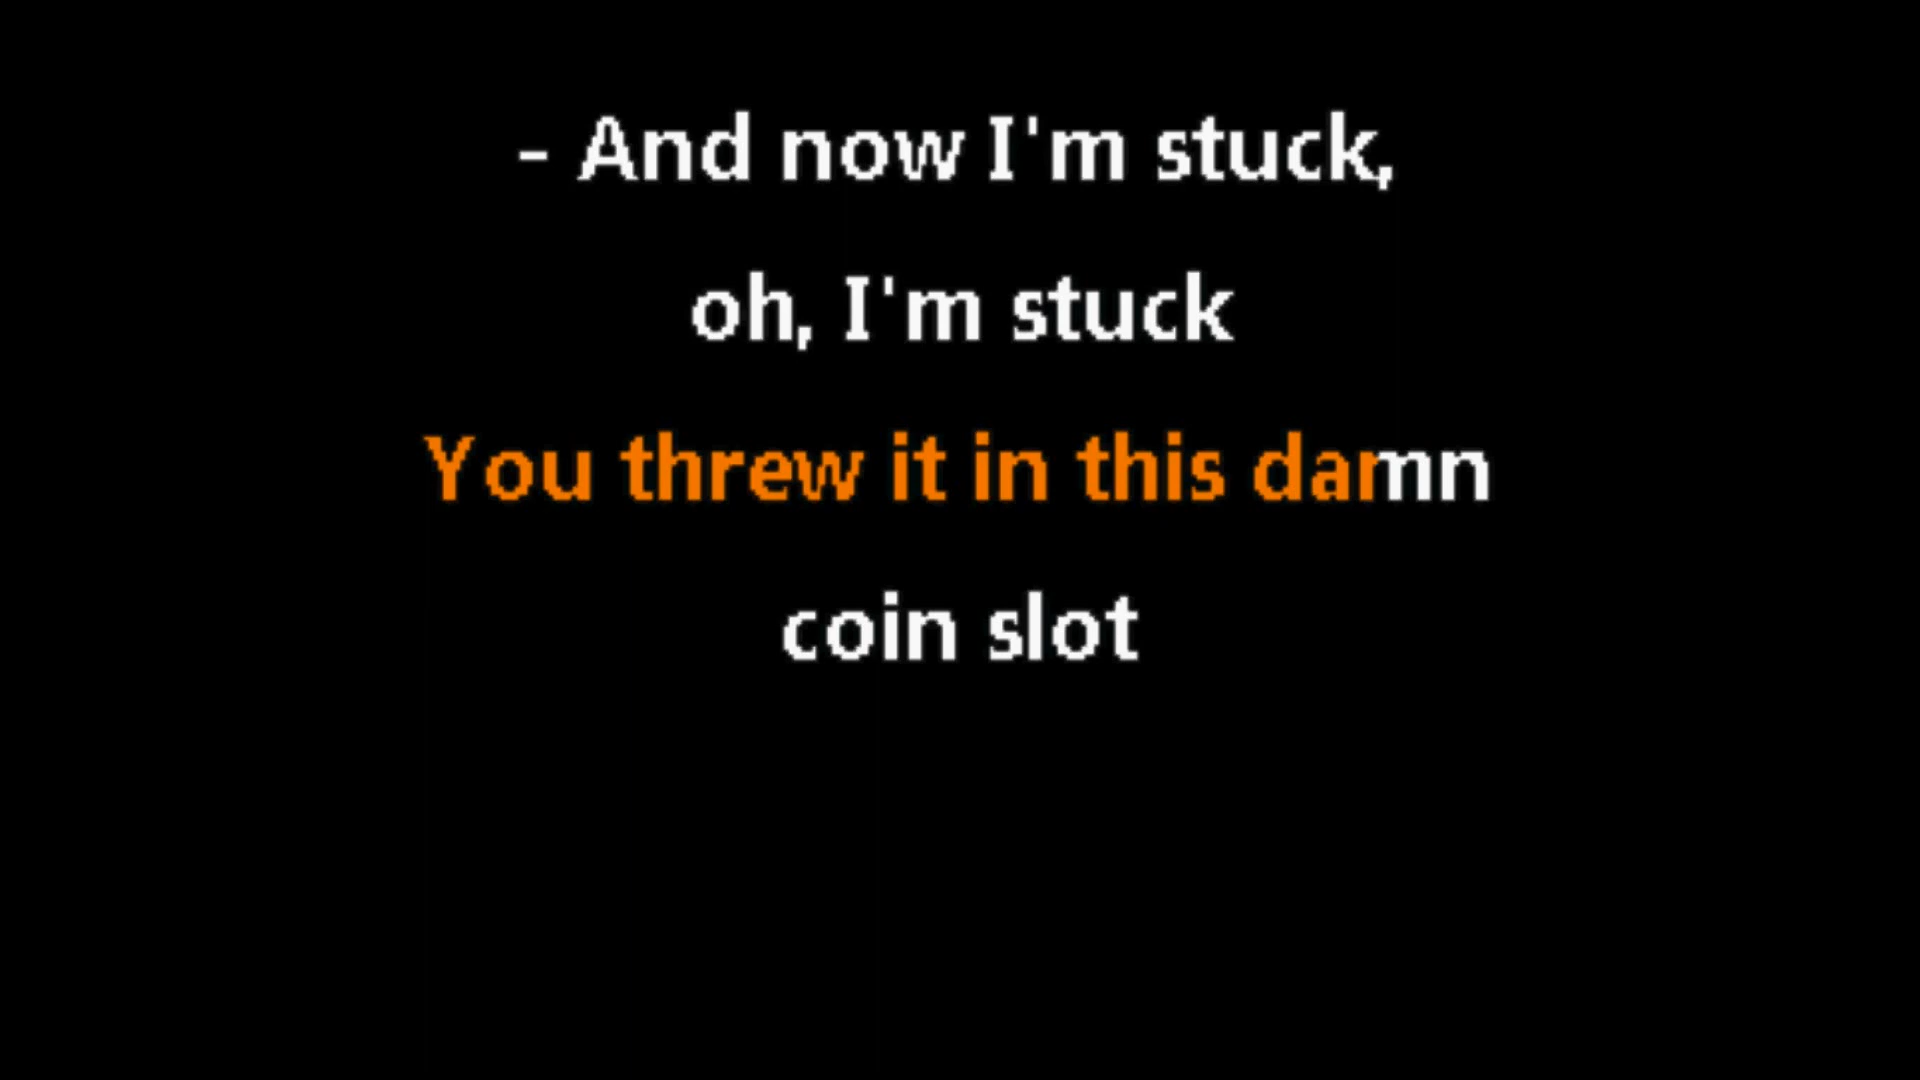 - And now I'm stuck,
oh, I'm stuck
You threw it in this damn
coin slot